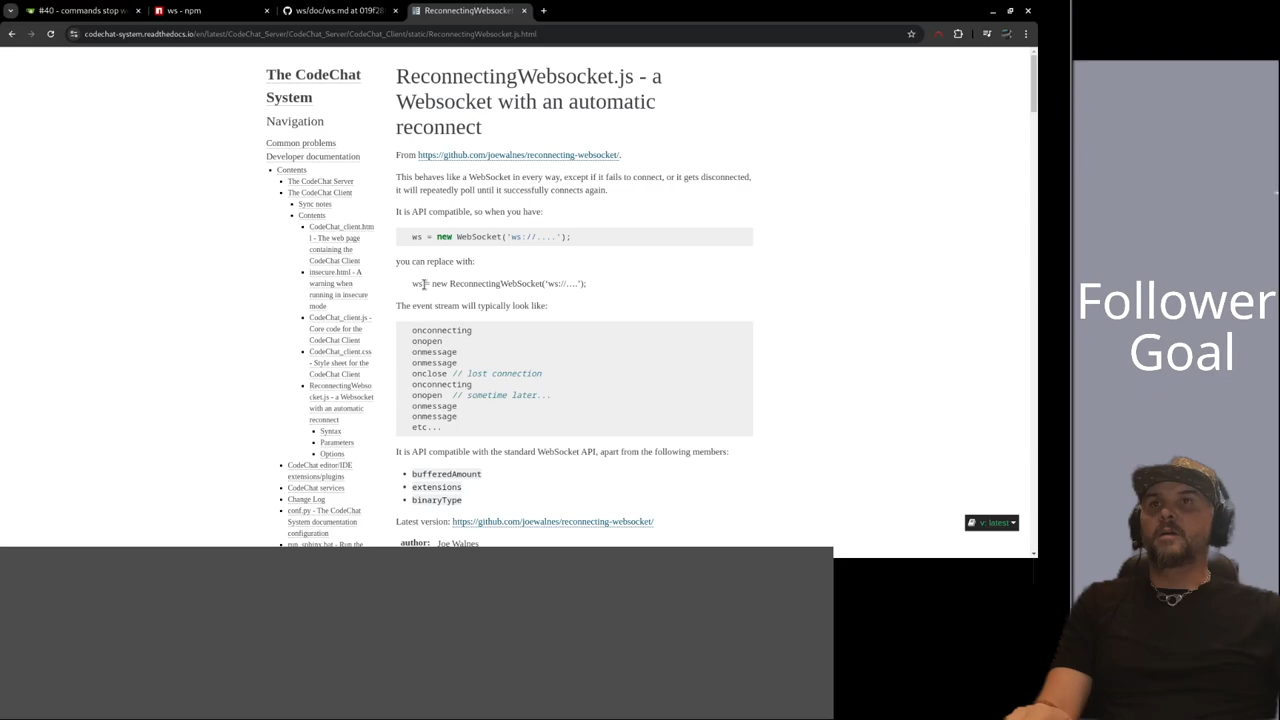 #40 - commands stop w
ws - npm
ws/doc/ws.md at 019f28
ReconnectingWebsocket
codechat-system.readthedocs.io/en/latest/CodeChat_Server/CodeChat_Server/CodeChat_Client/static/ReconnectingWebsocket.js.html
The CodeChat
System
Navigation
Common problems
Developer documentation
Contents
The CodeChat Server
The CodeChat Client
Sync notes
Contents
CodeChat_client.htm
l - The web page
containing the
CodeChat Client
insecure.html - A
warning when
running in insecure
mode
CodeChat_client.js -
Core code for the
CodeChat Client
CodeChat_client.css
- Style sheet for the
CodeChat Client
ReconnectingWebso
cket.js - a Websocket
with an automatic
reconnect
Syntax
Parameters
Options
CodeChat editor/IDE
extensions/plugins
CodeChat services
Change Log
conf.py - The CodeChat
System documentation
configuration
run_sphinx.bat - Run the
ReconnectingWebsocket.js - a
Websocket with an automatic
reconnect
From https://github.com/joewalnes/reconnecting-websocket/.
This behaves like a WebSocket in every way, except if it fails to connect, or it gets disconnected,
it will repeatedly poll until it successfully connects again.
It is API compatible, so when you have:
ws = new WebSocket('ws://....');
you can replace with:
ws = new ReconnectingWebSocket(‘ws://….’);
The event stream will typically look like:
onconnecting
onopen
onmessage
onmessage
onclose // lost connection
onconnecting
onopen // sometime later...
onmessage
onmessage
etc...
It is API compatible with the standard WebSocket API, apart from the following members:
bufferedAmount
extensions
binaryType
Latest version: https://github.com/joewalnes/reconnecting-websocket/
author: Joe Walnes
v: latest
Follower
Goal